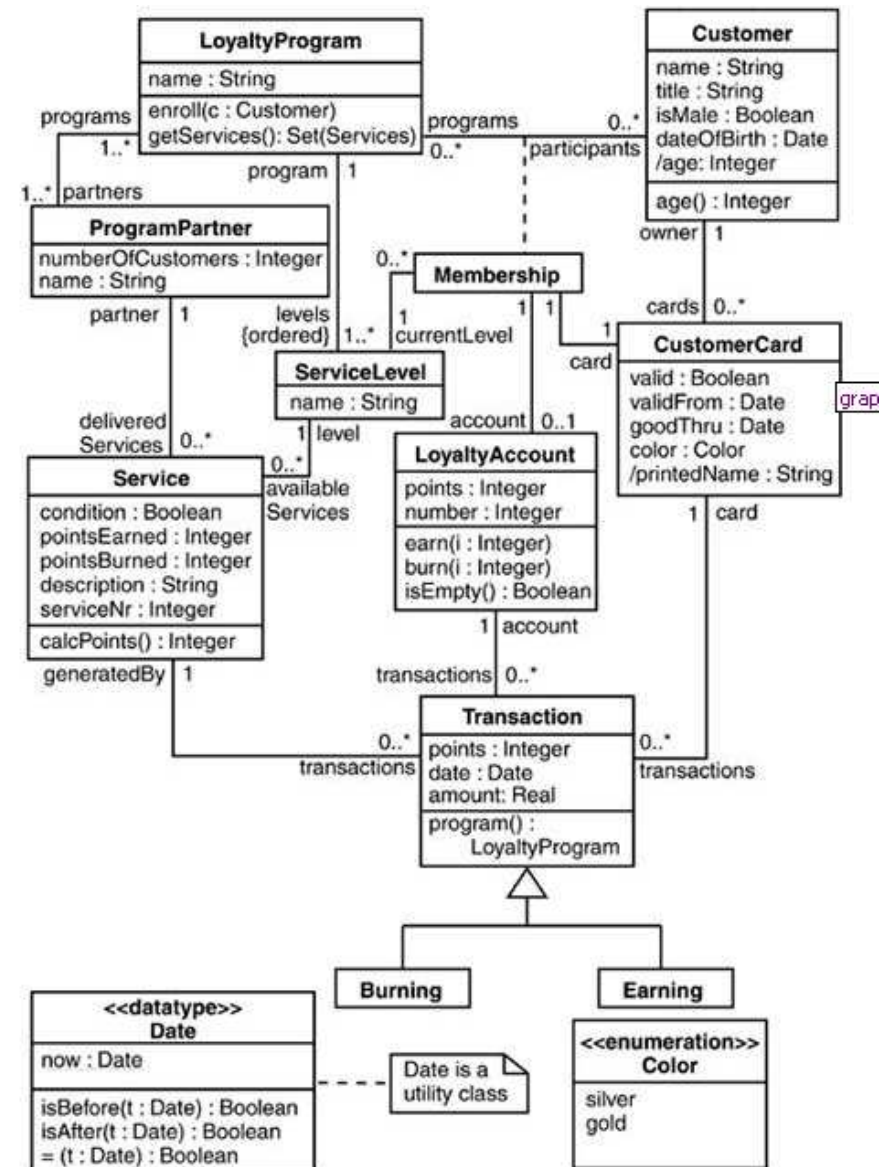 LoyaltyProgram
name : String
enroll(c : Customer)
getServices(): Set(Services)
Customer
name : String
title : String
isMale : Boolean
dateOfBirth : Date
/age: Integer
age() : Integer
programs
1..*
programs
0..*
0..*
participants
program 1
1..* partners
owner 1
ProgramPartner
numberOfCustomers : Integer
name : String
0..*
Membership
partner 1
levels
{ordered} 1..*
1
currentLevel
1 1
1
card
cards 0..*
CustomerCard
valid : Boolean
validFrom : Date
goodThru : Date
color : Color
/printedName : String
grap
ServiceLevel
name : String
delivered
Services 0..*
1 level
0..*
available
Services
account 0..1
LoyaltyAccount
points : Integer
number : Integer
earn(i : Integer)
burn(i : Integer)
isEmpty() : Boolean
Service
condition : Boolean
pointsEarned : Integer
pointsBurned : Integer
description : String
serviceNr : Integer
calcPoints() : Integer
1 card
generatedBy 1
1 account
transactions 0..*
0..*
transactions
Transaction
points : Integer
date : Date
amount: Real
program() :
LoyaltyProgram
0..*
transactions
Burning
Earning
<<datatype>>
Date
now : Date
isBefore(t : Date) : Boolean
isAfter(t : Date) : Boolean
= (t : Date) : Boolean
Date is a
utility class
<<enumeration>>
Color
silver
gold